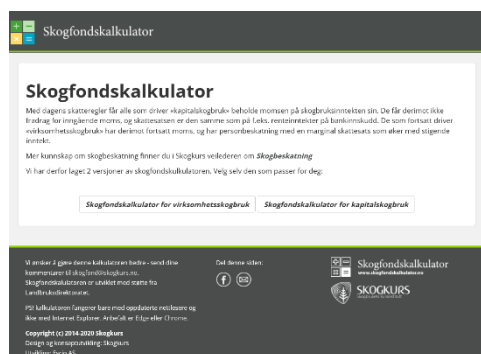 Skogfondskalkulator
Skogfondskalkulator
Med dagens skatteregler får alle som driver «kapitalskogbruk» beholde momsen på skogbruksinntekten sin. De får derimot ikke
fradrag for inngående moms, og skattesatsen er den samme som på f.eks. renteinntekter på bankinnskudd. De som fortsatt driver
«virksomhetsskogbruk» har derimot fortsatt moms, og har personbeskatning med en marginal skattesats som øker med stigende
inntekt.
Mer kunnskap om skogbeskatning finner du i Skogkurs veilederen om Skogbeskatning
Vi har derfor laget 2 versjoner av skogfondskulkulatoren. Velg selv den som passer for deg:
Skogfondskalkulator for virksomhetsskogbruk
Skogfondskalkulator for kapitalskogbruk
Vi ønsker å gjøre denne kalkulatoren bedre - send dine
kommentarer til skogfond@skogkurs.no.
Skogfondskalkulatoren er utviklet med støtte fra
Landbruksdirektoratet.
PS! kalkulatoren fungerer bare med oppdaterte nettlesere og
ikke med Internet Explorer. Anbefalt er Edge eller Chrome.
Copyright (c) 2014-2020 Skogkurs
Design og konseptutvikling: Skogkurs
Utvikling: Evcin AS
Del denne siden:
Skogfondskalkulator
www.skogfondskalkulator.no
SKOGKURS